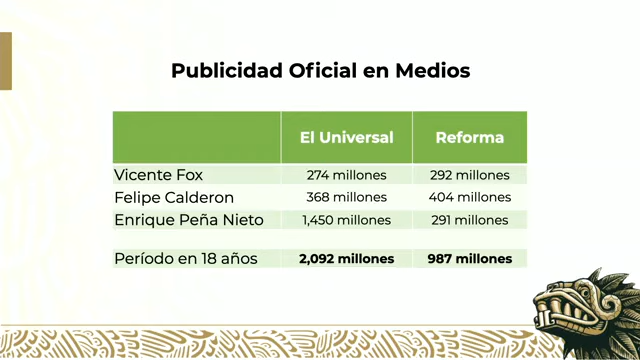 Publicidad Oficial en Medios
El Universal Reforma
Vicente Fox 274 millones 292 millones
Felipe Calderon 368 millones 404 millones
Enrique Peña Nieto 1,450 millones 291 millones
Período en 18 años 2,092 millones 987 millones